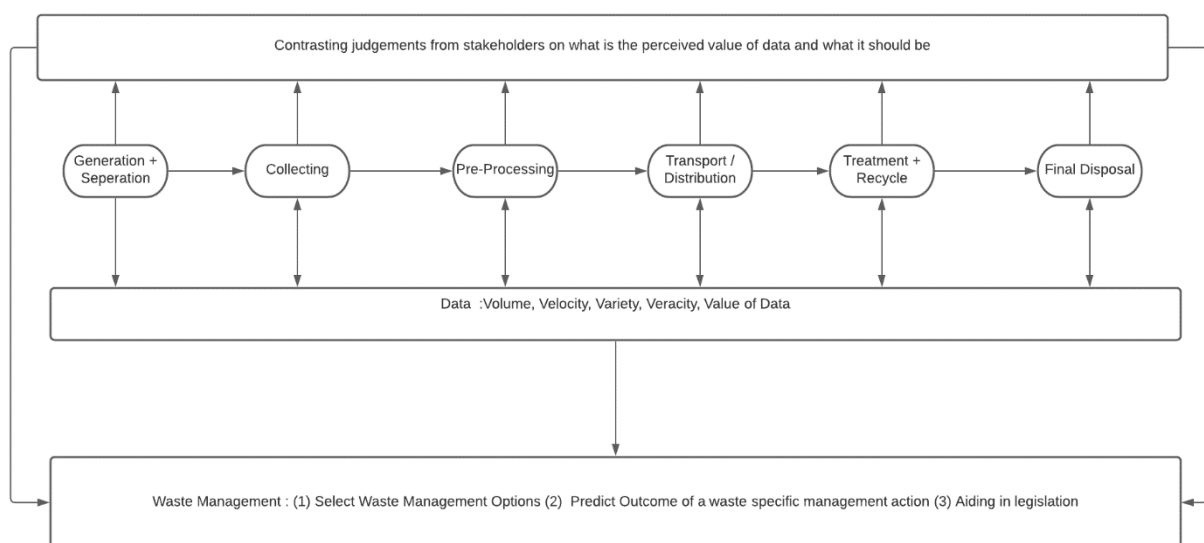 Contrasting judgements from stakeholders on what is the perceived value of data and what it should be
Generation +
Seperation
Collecting
Pre-Processing
Transport /
Distribution
Treatment +
Recycle
Final Disposal
Data :Volume, Velocity, Variety, Veracity, Value of Data
Waste Management : (1) Select Waste Management Options (2) Predict Outcome of a waste specific management action (3) Aiding in legislation